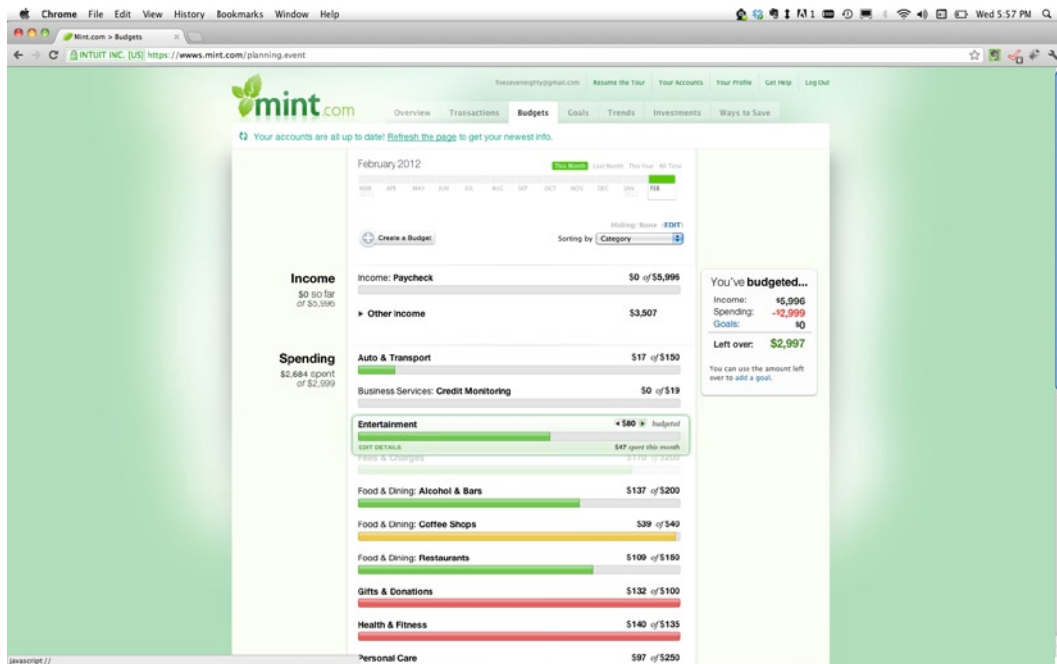 Chrome File Edit View History Bookmarks Window Help
Wed 5:57 PM
Mint.com > Budgets
INTUIT INC. [US] https://wwws.mint.com/planning.event
Resume the Tour Your Accounts Your Profile Get Help Log Out
mint.com
Overview Transactions Budgets Goals Trends Investments Ways to Save
Your accounts are all up to date! Refresh the page to get your newest info.
February 2012
This Month Last Month This Year All Time
MAR APR MAY JUN JUL AUG SEP OCT NOV DEC JAN FEB
Hiding: None (EDIT)
Create a Budget
Sorting by Category
Income
$0 so far
of $5,996
Income: Paycheck $0 of $5,996
Other Income $3,507
You've budgeted...
Income: $5,996
Spending: -$2,999
Goals: $0
Left over: $2,997
You can use the amount left
over to add a goal.
Spending
$2,684 spent
of $2,999
Auto & Transport $17 of $150
Business Services: Credit Monitoring $0 of $19
Entertainment $80 budgeted
EDIT DETAILS $47 spent this month
Fees & Charges of $200
Food & Dining: Alcohol & Bars $137 of $200
Food & Dining: Coffee Shops $39 of $40
Food & Dining: Restaurants $109 of $150
Gifts & Donations $132 of $100
Health & Fitness $140 of $135
Personal Care $97 of $250
javascript://